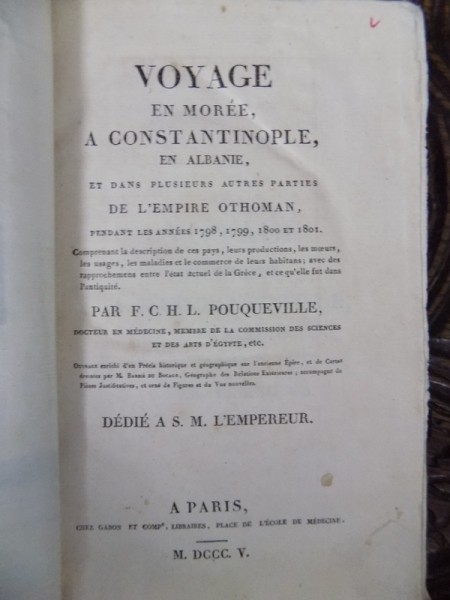 VOYAGE
EN MORÉE,
A CONSTANTINOPLE,
EN ALBANIE,
ET DANS PLUSIEURS AUTRES PARTIES
DE L'EMPIRE OTHOMAN,
PENDANT LES ANNÉES 1798, 1799, 1800 ET 1801.
Comprenant la description de ces pays, leurs productions, les mœurs,
les usages, les maladies et le commerce de leurs habitans; avec des
rapprochemens entre l'état actuel de la Grèce, et ce qu'elle fut dans
l'antiquité.
PAR F. C. H. L. POUQUEVILLE,
DOCTEUR EN MÉDECINE, MEMBRE DE LA COMMISSION DES SCIENCES
ET DES ARTS D'ÉGYPTE, etc.
Ouvrage enrichi d'un Précis historique et géographique sur l'ancienne Épire, et de Cartes
dressées par M. Barbié du Bocage, Géographe des Relations Extérieures; accompagné de
Pièces Justificatives, et orné de Figures et de Vues nouvelles.
DÉDIÉ A S. M. L'EMPEREUR.
A PARIS,
CHEZ GABON ET COMPe, LIBRAIRES, PLACE DE L'ÉCOLE DE MÉDECINE.
M. DCCC. V.